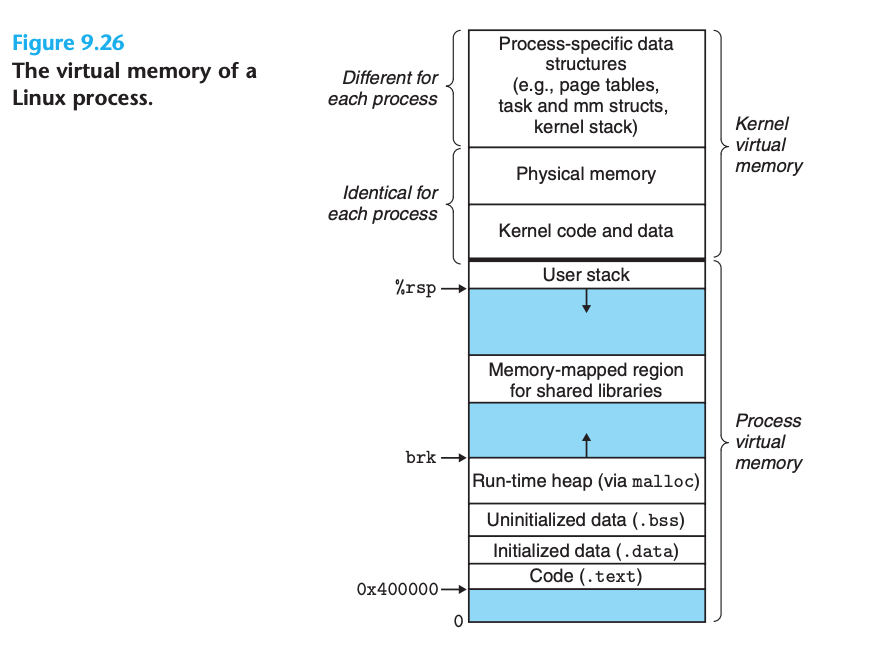 Figure 9.26
The virtual memory of a
Linux process.
Different for
each process
Process-specific data
structures
(e.g., page tables,
task and mm structs,
kernel stack)
Kernel
virtual
memory
Identical for
each process
Physical memory
Kernel code and data
User stack
%rsp
Memory-mapped region
for shared libraries
Process
virtual
memory
brk
Run-time heap (via malloc)
Uninitialized data (.bss)
Initialized data (.data)
Code (.text)
0x400000
0